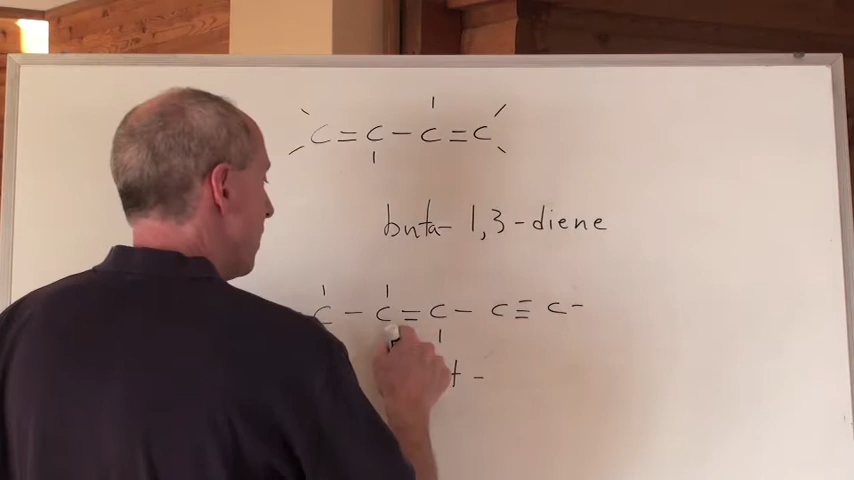 C=C-C=C
buta-1,3-diene
C-C=C-C≡C-
t-